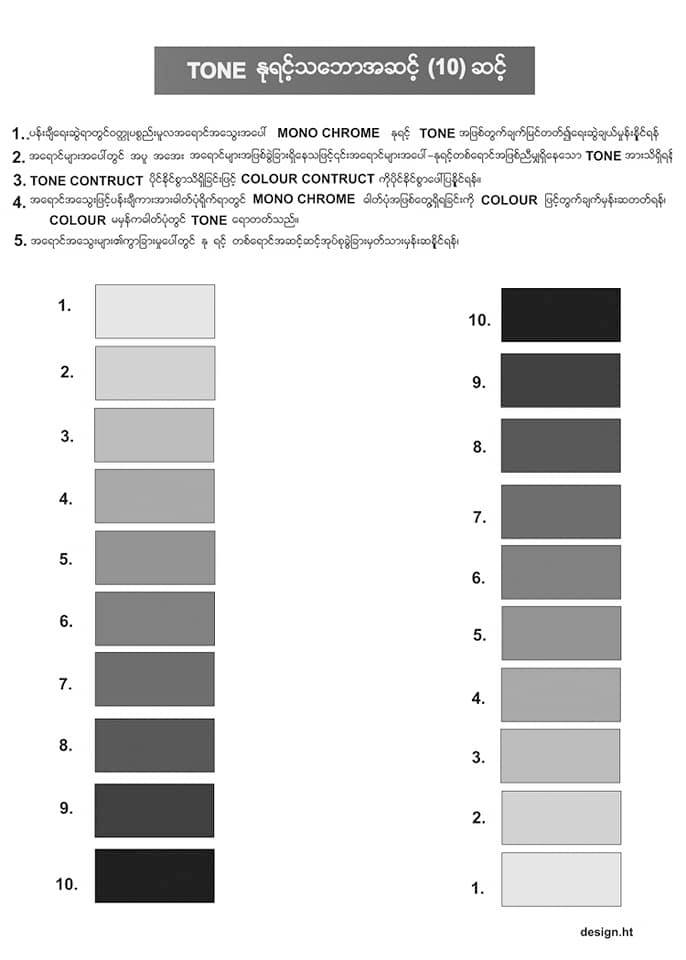 TONE နုရင့်သဘောအဆင့် (10) ဆင့်
1. ပန်းချီရေးဆွဲရာတွင်ဝတ္ထုပစ္စည်းမူလအရောင်အသွေးအပေါ် MONO CHROME နုရင့် TONE အဖြစ်တွက်ချက်မြင်တတ်၍ရေးဆွဲချယ်မှုန်းနိူင်ရန်
2. အရောင်များအပေါ်တွင် အပူ အအေး အရောင်များအဖြစ်ခွဲခြားရှိနေသဖြင့်၎င်းအရောင်များအပေါ်-နုရင့်တစ်ရောင်အဖြစ်ညီမျှရှိနေသော TONE အားသိရှိရန်
3. TONE CONTRUCT ပိုင်နိုင်စွာသိရှိခြင်းဖြင့် COLOUR CONTRUCT ကိုပိုင်နိုင်စွာဖေါ်ပြနိူင်ရန်။
4. အရောင်အသွေးဖြင့်ပန်းချီကားအားဓါတ်ပုံရိုက်ရာတွင် MONO CHROME ဓါတ်ပုံအဖြစ်တွေ့ရှိရခြင်းကို COLOUR ဖြင့်တွက်ချက်မှန်းဆတတ်ရန်၊
COLOUR မမှန်ကဓါတ်ပုံတွင် TONE ရောတတ်သည်။
5. အရောင်အသွေးများ၏ကွာခြားမှုပေါ်တွင် နု ရင့် တစ်ရောင်အဆင့်ဆင့်အုပ်စုခွဲခြားမှတ်သားမှန်းဆနိူင်ရန်၊
1.
2.
3.
4.
5.
6.
7.
8.
9.
10.
10.
9.
8.
7.
6.
5.
4.
3.
2.
1.
design.ht